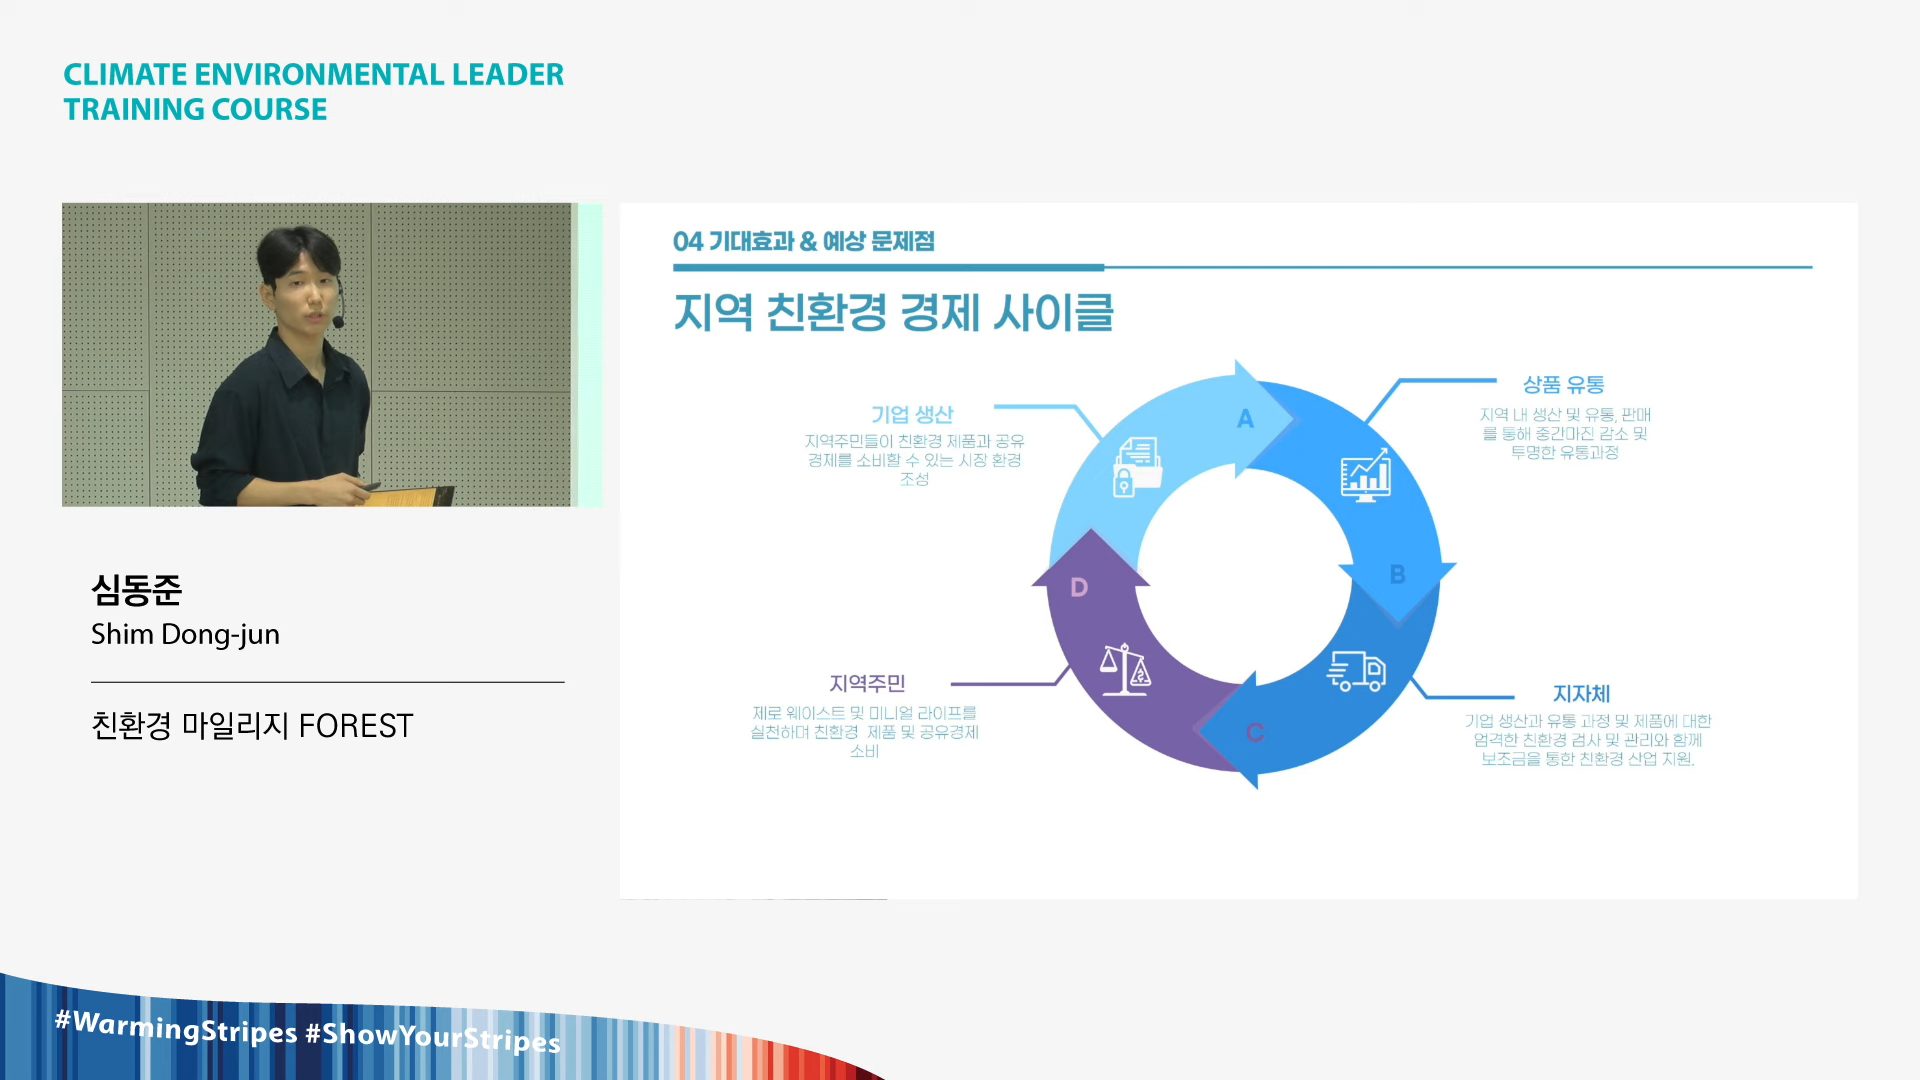 CLIMATE ENVIRONMENTAL LEADER
TRAINING COURSE
심동준
Shim Dong-jun
친환경 마일리지 FOREST
04 기대효과 & 예상 문제점
지역 친환경 경제 사이클
기업 생산
지역주민들이 친환경 제품과 공유
경제를 소비할 수 있는 시장 환경
조성
A
상품 유통
지역 내 생산 및 유통, 판매
를 통해 중간마진 감소 및
투명한 유통과정
B
D
지역주민
제로 웨이스트 및 미니멀 라이프를
실천하며 친환경 제품 및 공유경제
소비
C
지자체
기업 생산과 유통 과정 및 제품에 대한
엄격한 친환경 검사 및 관리와 함께
보조금을 통한 친환경 산업 지원.
#WarmingStripes #ShowYourStripes